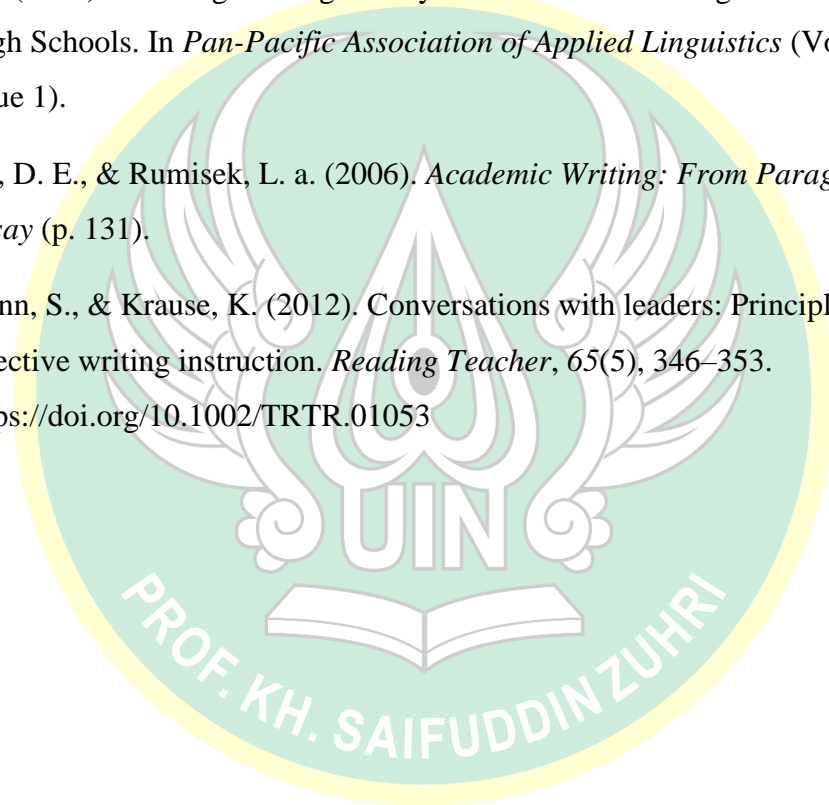 gh Schools. In Pan-Pacific Association of Applied Linguistics (Vo
ue 1).
, D. E., & Rumisek, L. a. (2006). Academic Writing: From Parag
ay (p. 131).
nn, S., & Krause, K. (2012). Conversations with leaders: Principl
ective writing instruction. Reading Teacher, 65(5), 346–353.
ps://doi.org/10.1002/TRTR.01053
UIN
PROF. KH. SAIFUDDIN ZUHRI